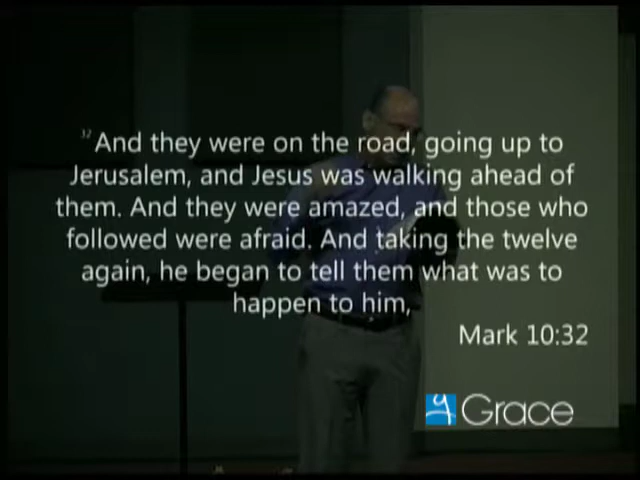 32 And they were on the road, going up to
Jerusalem, and Jesus was walking ahead of
them. And they were amazed, and those who
followed were afraid. And taking the twelve
again, he began to tell them what was to
happen to him,
Mark 10:32
Grace